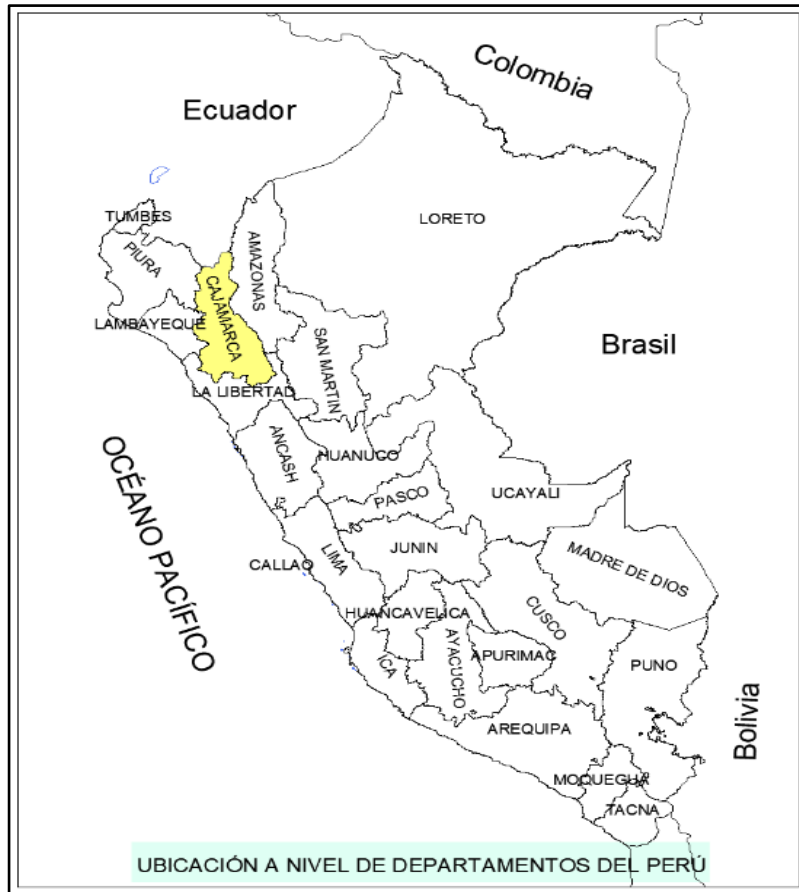 Colombia
Ecuador
TUMBES
LORETO
PIURA
AMAZONAS
CAJAMARCA
LAMBAYEQUE
SAN MARTIN
Brasil
LA LIBERTAD
ANCASH
HUANUCO
PASCO
UCAYALI
OCÉANO PACÍFICO
LIMA
JUNIN
CALLAO
MADRE DE DIOS
HUANCAVELICA
CUSCO
AYACUCHO
APURIMAC
ICA
PUNO
Bolivia
AREQUIPA
MOQUEGUA
TACNA
UBICACIÓN A NIVEL DE DEPARTAMENTOS DEL PERÚ